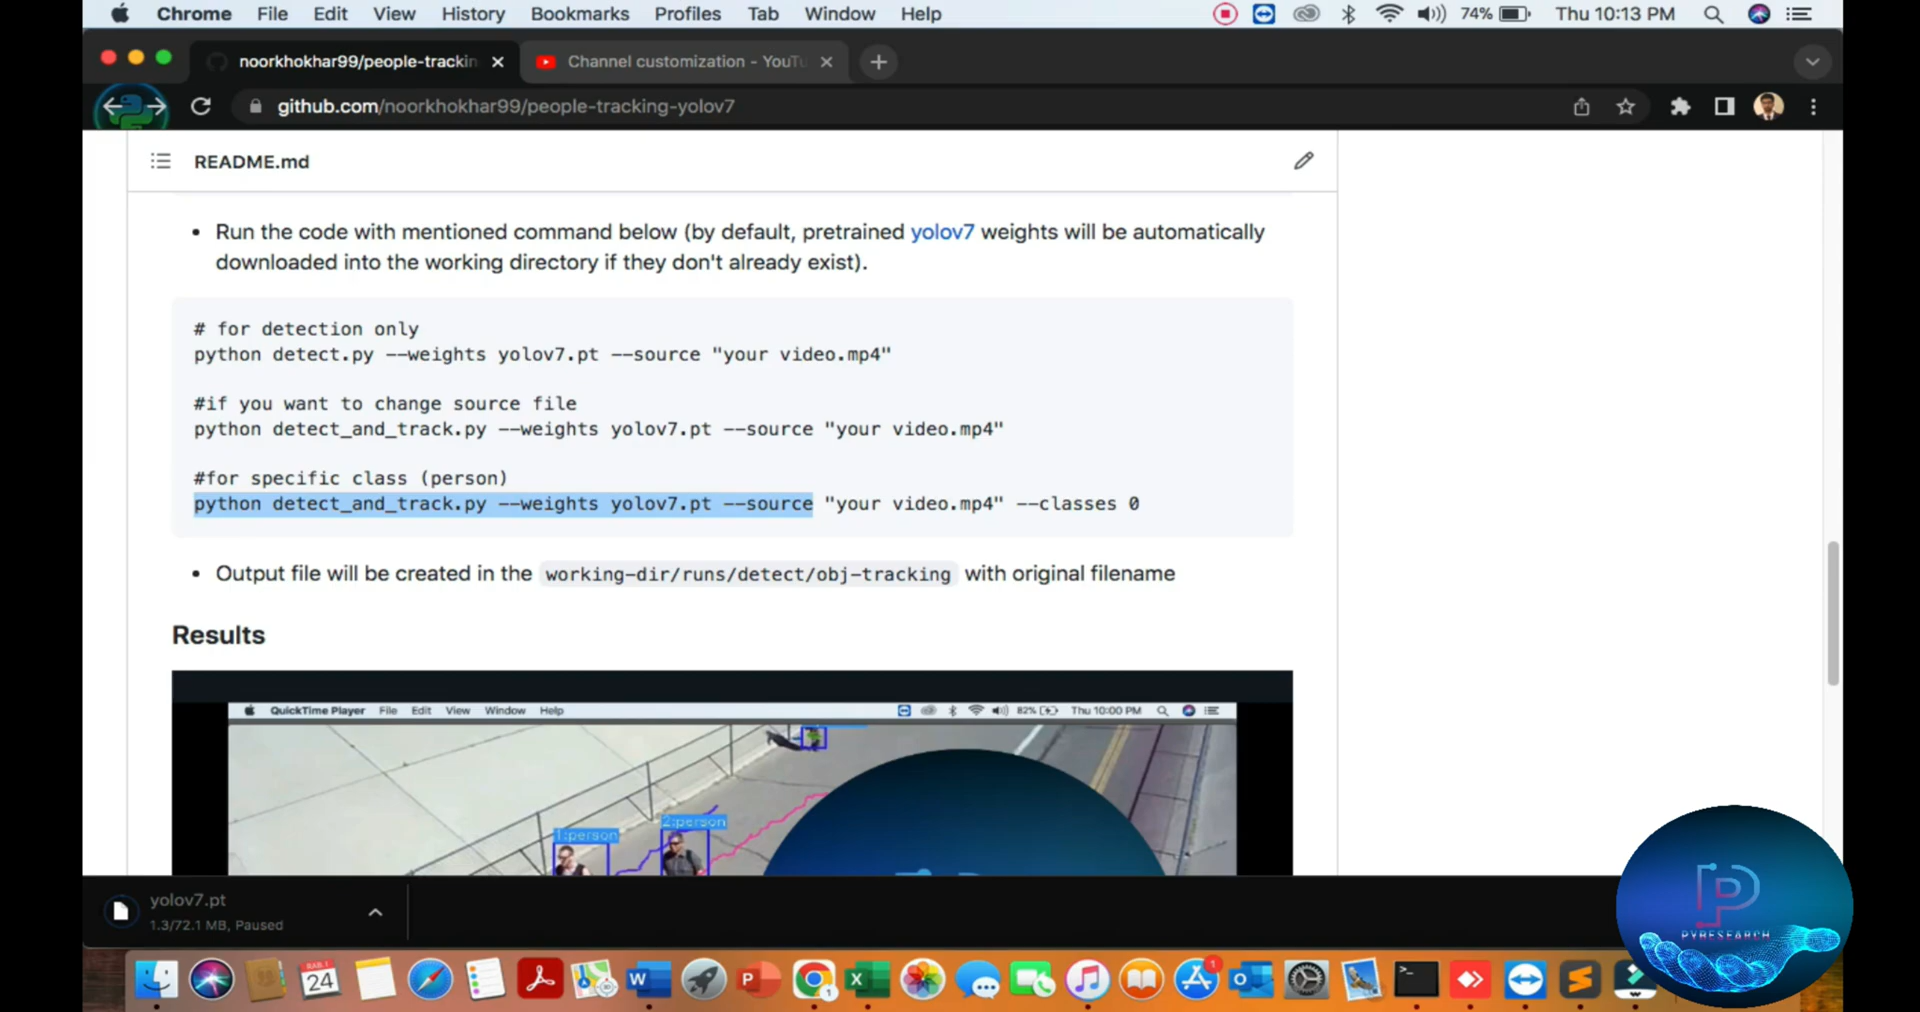 Chrome File Edit View History Bookmarks Profiles Tab Window Help 74% Thu 10:13 PM
noorkhokhar99/people-trackin Channel customization - YouTu
github.com/noorkhokhar99/people-tracking-yolov7
README.md
• Run the code with mentioned command below (by default, pretrained yolov7 weights will be automatically
downloaded into the working directory if they don't already exist).
# for detection only
python detect.py --weights yolov7.pt --source "your video.mp4"
#if you want to change source file
python detect_and_track.py --weights yolov7.pt --source "your video.mp4"
#for specific class (person)
python detect_and_track.py --weights yolov7.pt --source "your video.mp4" --classes 0
• Output file will be created in the working-dir/runs/detect/obj-tracking with original filename
Results
QuickTime Player File Edit View Window Help 82% Thu 10:00 PM
1:person
2:person
yolov7.pt
1.3/72.1 MB, Paused
PYRESEARCH
24
W
P
1
X
1